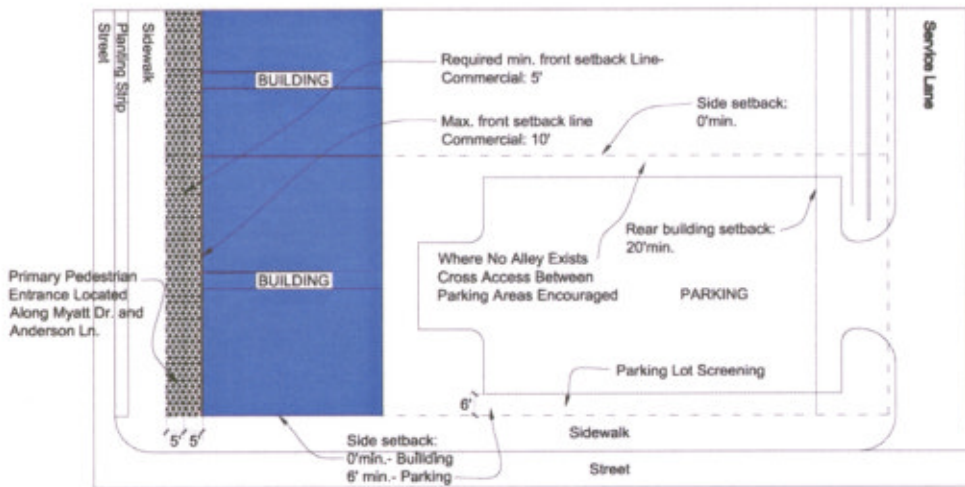 Street
Planting Strip
Sidewalk
BUILDING
Required min. front setback Line-
Commercial: 5'
Max. front setback line
Commercial: 10'
Side setback:
0'min.
Service Lane
Rear building setback:
20'min.
Where No Alley Exists
Cross Access Between
Parking Areas Encouraged
PARKING
BUILDING
Primary Pedestrian
Entrance Located
Along Myatt Dr. and
Anderson Ln.
Parking Lot Screening
6'
5' 5'
Side setback:
0'min.- Buillding
6' min.- Parking
Sidewalk
Street